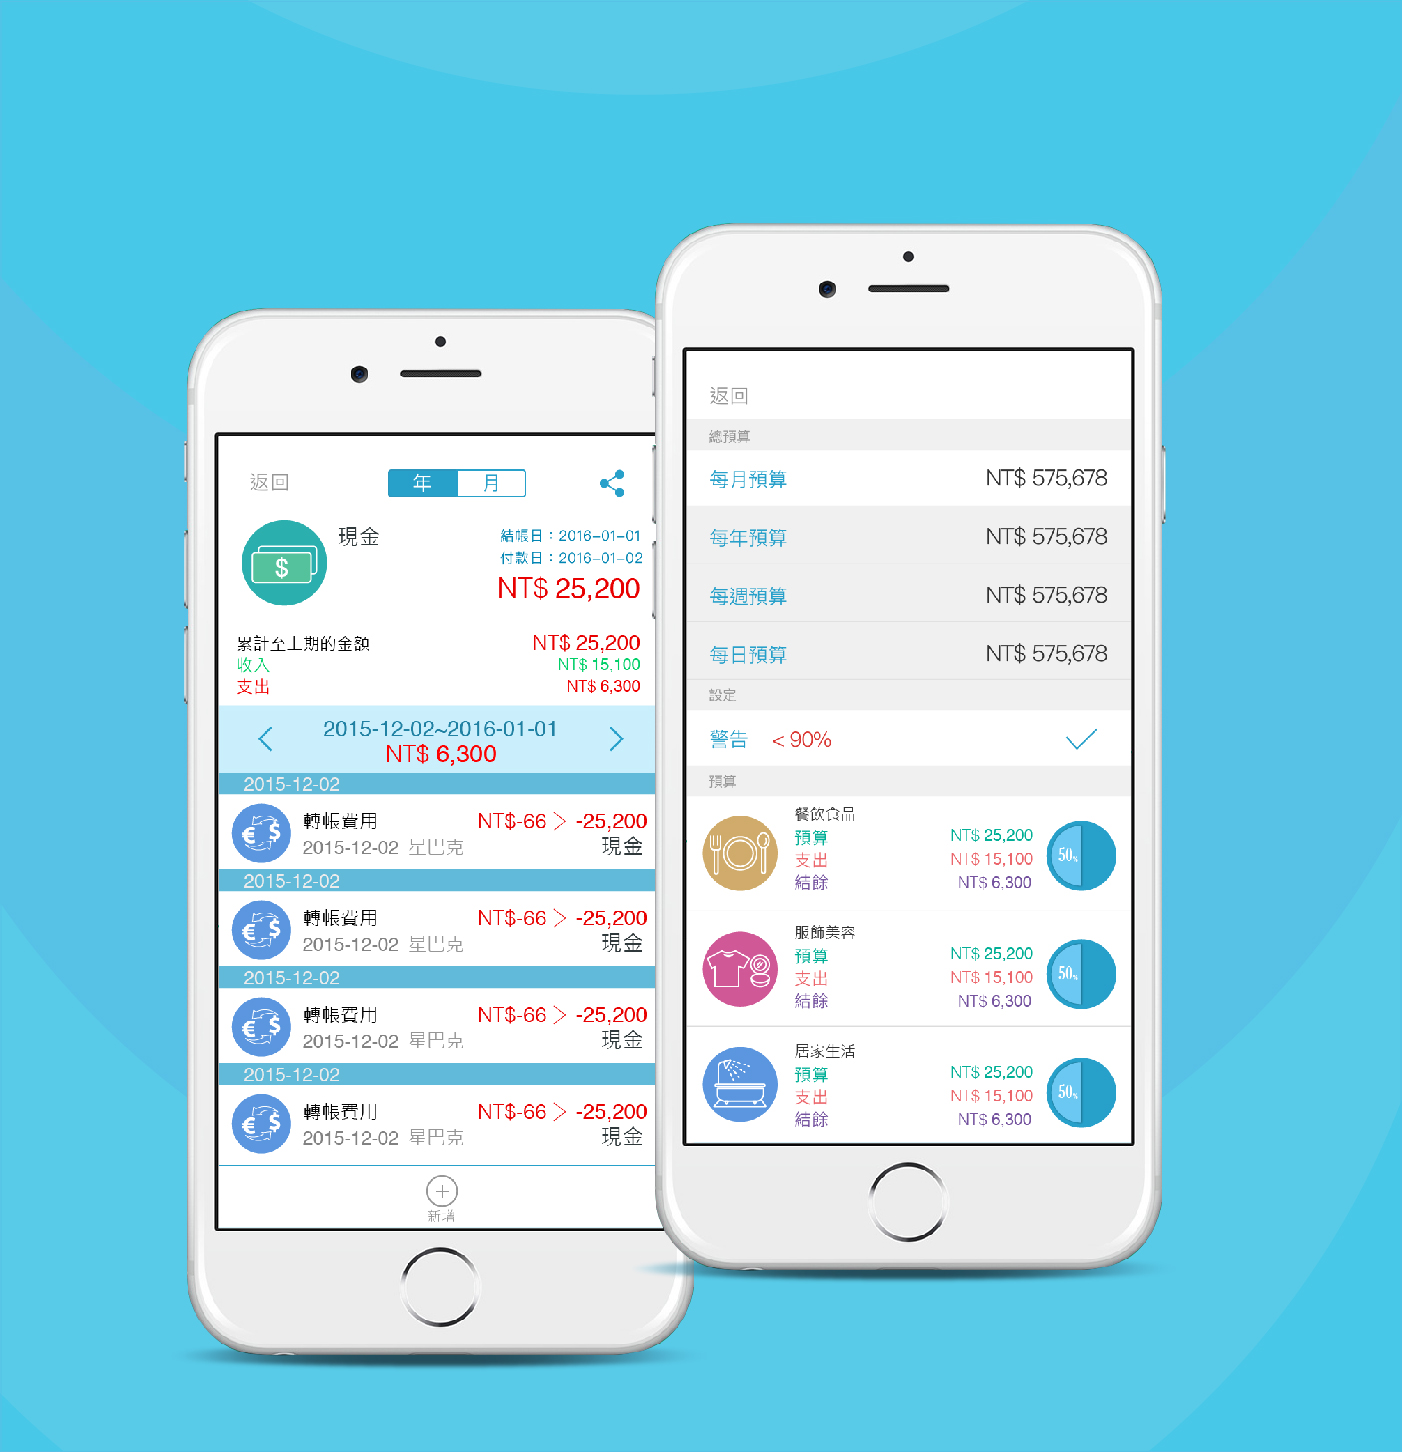 返回
年
月
現金
結帳日：2016-01-01
付款日：2016-01-02
NT$ 25,200
累計至上期的金額 NT$ 25,200
收入 NT$ 15,100
支出 NT$ 6,300
2015-12-02~2016-01-01
NT$ 6,300
2015-12-02
轉帳費用 NT$-66 > -25,200
2015-12-02 星巴克 現金
2015-12-02
轉帳費用 NT$-66 > -25,200
2015-12-02 星巴克 現金
2015-12-02
轉帳費用 NT$-66 > -25,200
2015-12-02 星巴克 現金
2015-12-02
轉帳費用 NT$-66 > -25,200
2015-12-02 星巴克 現金
新增
返回
總預算
每月預算 NT$ 575,678
每年預算 NT$ 575,678
每週預算 NT$ 575,678
每日預算 NT$ 575,678
設定
警告 < 90%
預算
餐飲食品
預算 NT$ 25,200
支出 NT$ 15,100
結餘 NT$ 6,300
50%
服飾美容
預算 NT$ 25,200
支出 NT$ 15,100
結餘 NT$ 6,300
50%
居家生活
預算 NT$ 25,200
支出 NT$ 15,100
結餘 NT$ 6,300
50%